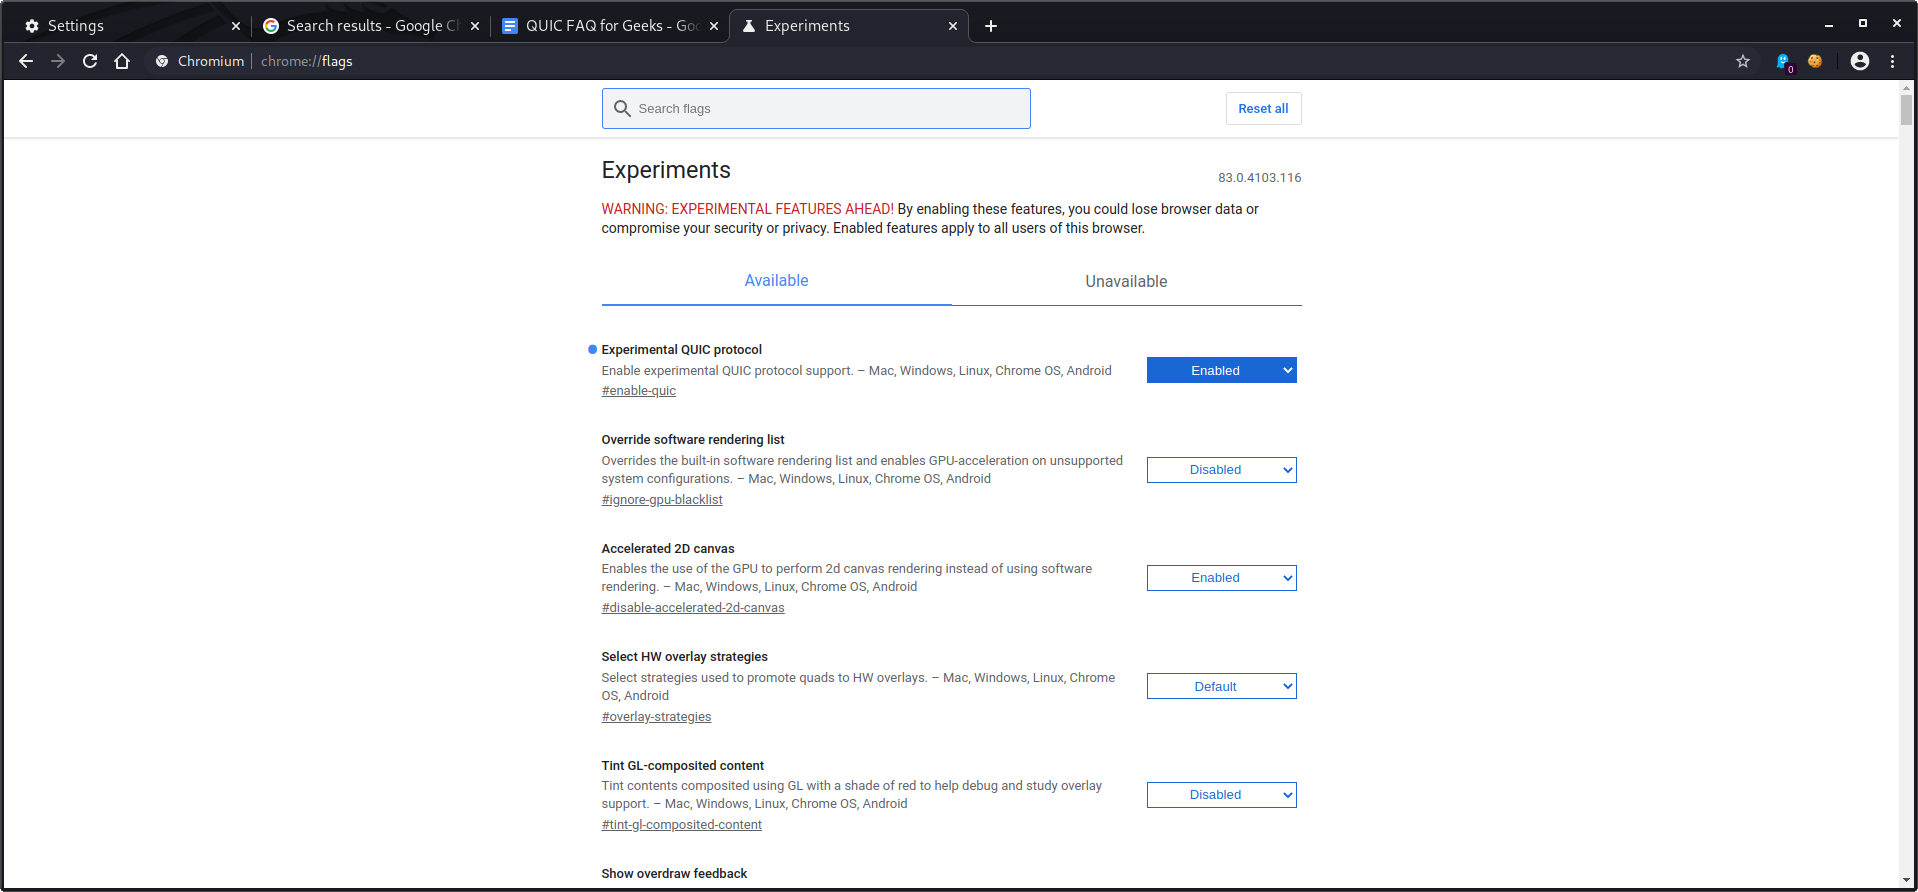 Settings
Search results - Google Ch
QUIC FAQ for Geeks - Goo
Experiments
Chromium
chrome://flags
0
Search flags
Reset all
Experiments
83.0.4103.116
WARNING: EXPERIMENTAL FEATURES AHEAD! By enabling these features, you could lose browser data or
compromise your security or privacy. Enabled features apply to all users of this browser.
Available
Unavailable
Experimental QUIC protocol
Enable experimental QUIC protocol support. – Mac, Windows, Linux, Chrome OS, Android
#enable-quic
Enabled
Override software rendering list
Overrides the built-in software rendering list and enables GPU-acceleration on unsupported
system configurations. – Mac, Windows, Linux, Chrome OS, Android
#ignore-gpu-blacklist
Disabled
Accelerated 2D canvas
Enables the use of the GPU to perform 2d canvas rendering instead of using software
rendering. – Mac, Windows, Linux, Chrome OS, Android
#disable-accelerated-2d-canvas
Enabled
Select HW overlay strategies
Select strategies used to promote quads to HW overlays. – Mac, Windows, Linux, Chrome
OS, Android
#overlay-strategies
Default
Tint GL-composited content
Tint contents composited using GL with a shade of red to help debug and study overlay
support. – Mac, Windows, Linux, Chrome OS, Android
#tint-gl-composited-content
Disabled
Show overdraw feedback